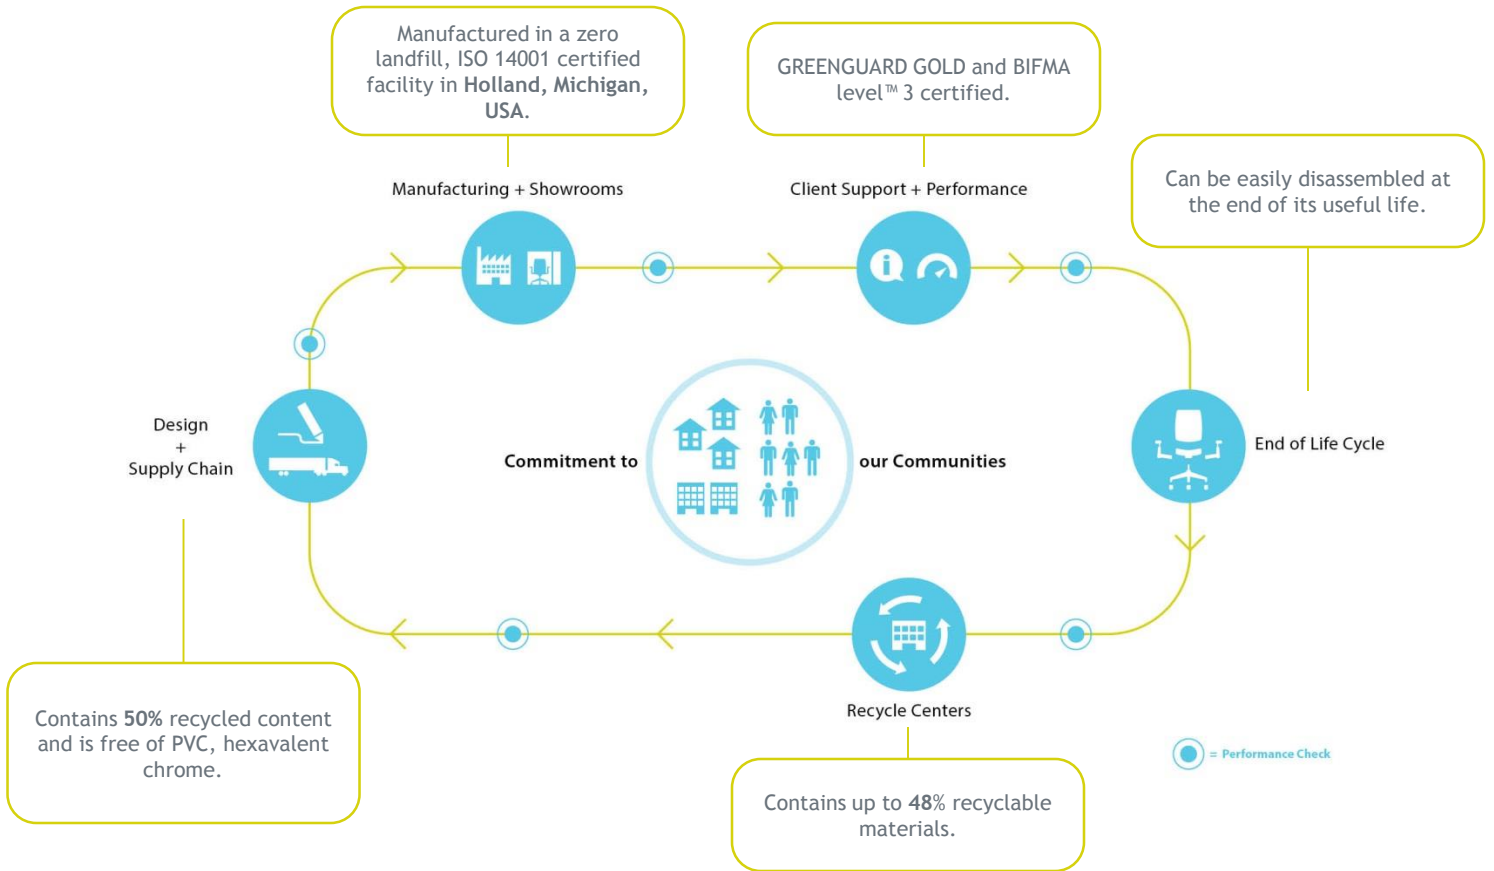 Manufactured in a zero
landfill, ISO 14001 certified
facility in Holland, Michigan,
USA.
GREENGUARD GOLD and BIFMA
level™ 3 certified.
Can be easily disassembled at
the end of its useful life.
Manufacturing + Showrooms
Client Support + Performance
Design
+
Supply Chain
Commitment to
our Communities
End of Life Cycle
Recycle Centers
Contains 50% recycled content
and is free of PVC, hexavalent
chrome.
= Performance Check
Contains up to 48% recyclable
materials.